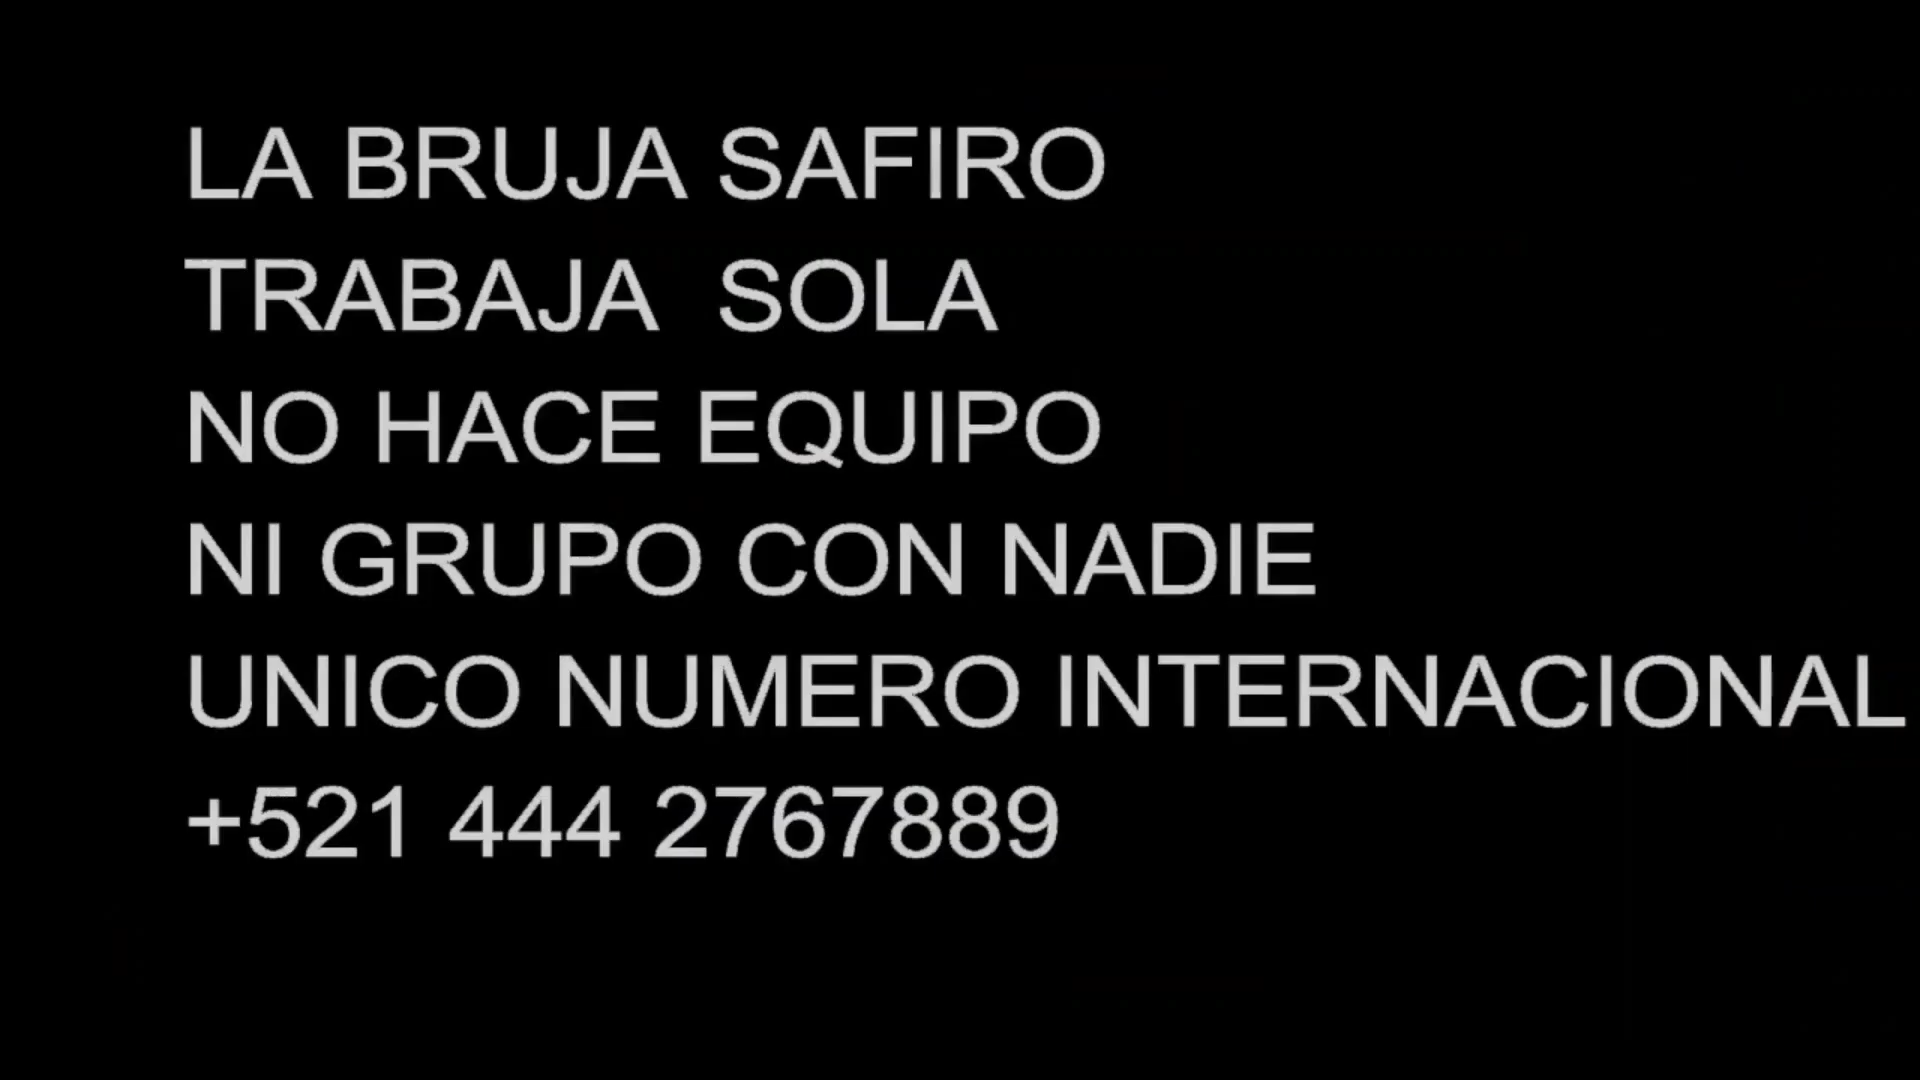 LA BRUJA SAFIRO
TRABAJA  SOLA
NO HACE EQUIPO
NI GRUPO CON NADIE
UNICO NUMERO INTERNACIONAL
+521 444 2767889